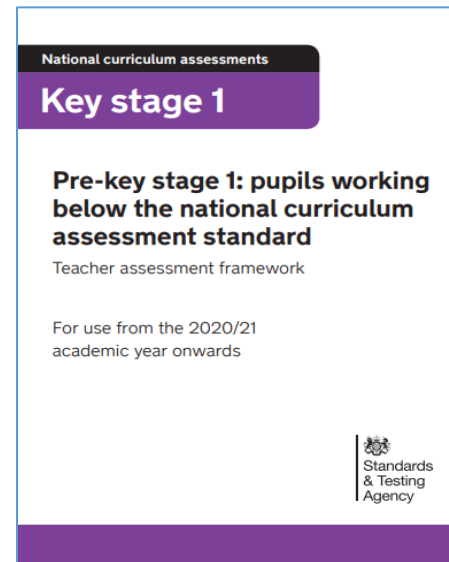 National curriculum assessments
Key stage 1
Pre-key stage 1: pupils working
below the national curriculum
assessment standard
Teacher assessment framework
For use from the 2020/21
academic year onwards
Standards
& Testing
Agency